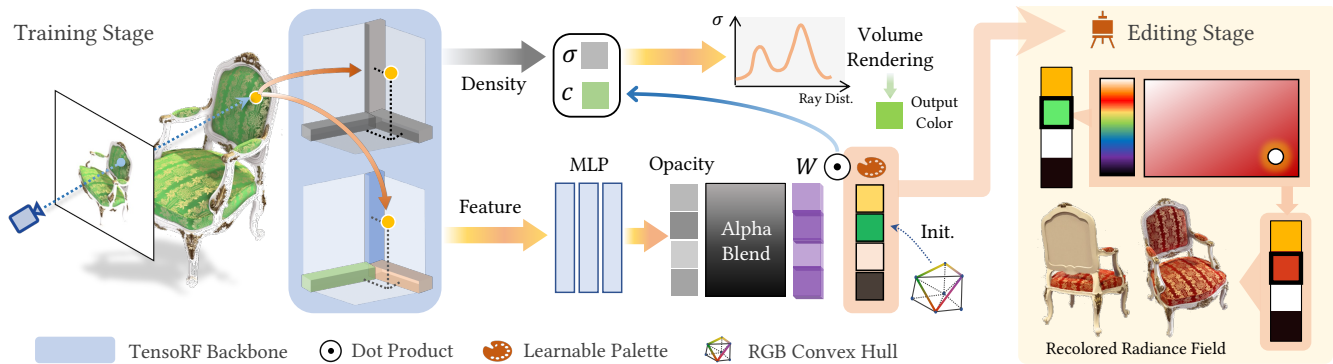 Training Stage
Density
σ
c
σ
Ray Dist.
Volume
Rendering
Output
Color
Editing Stage
Feature
MLP
Opacity
Alpha
Blend
W
Init.
Recolored Radiance Field
TensoRF Backbone
Dot Product
Learnable Palette
RGB Convex Hull